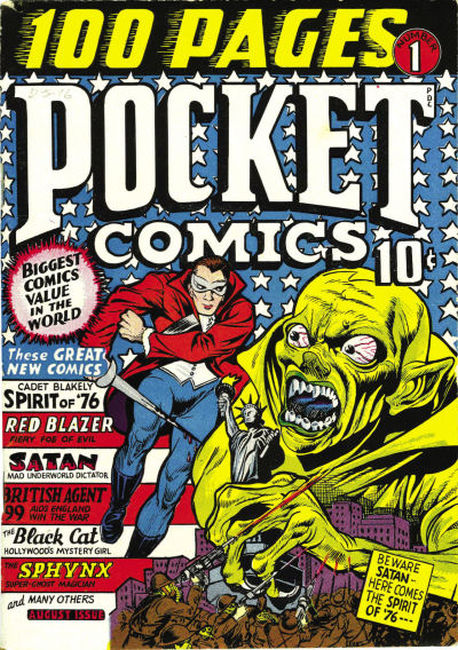 100 PAGES
NUMBER
1
PDC
POCKET
COMICS
10¢
BIGGEST
COMICS
VALUE
IN THE
WORLD
These GREAT
NEW COMICS
CADET BLAKELY
SPIRIT OF '76
RED BLAZER
FIERY FOE OF EVIL
SATAN
MAD UNDERWORLD DICTATOR
BRITISH AGENT
99 AIDS ENGLAND
WIN THE WAR
The Black Cat
HOLLYWOOD'S MYSTERY GIRL
THE SPHYNX
SUPER-GHOST MAGLIAN
and MANY OTHERS
AUGUST ISSUE
BEWARE
SATAN-
HERE COMES
THE SPIRIT
OF '76---